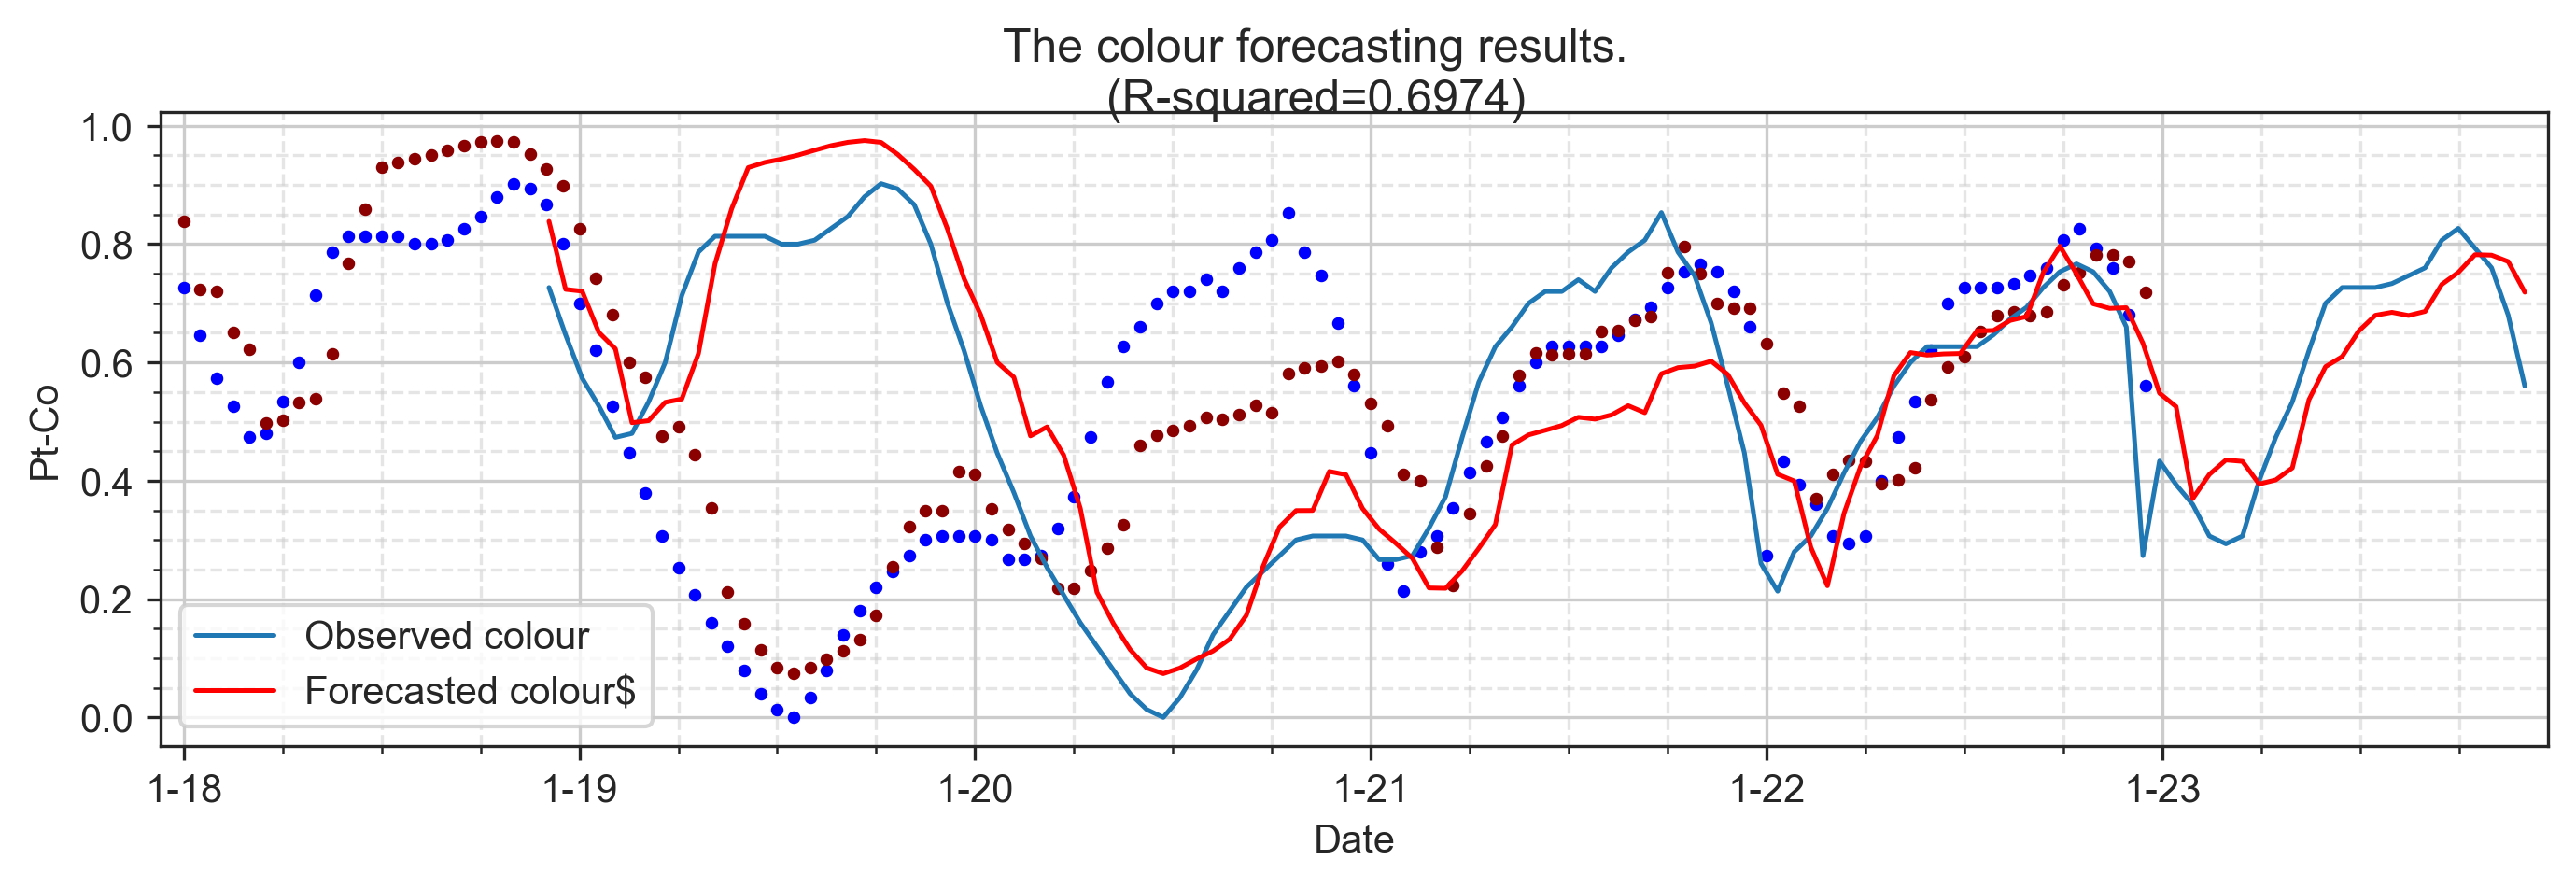 The colour forecasting results.
(R-squared=0.6974)
1.0
0.8
0.6
0.4
0.2
0.0
Pt-Co
Observed colour
Forecasted colour$
1-18
1-19
1-20
1-21
1-22
1-23
Date